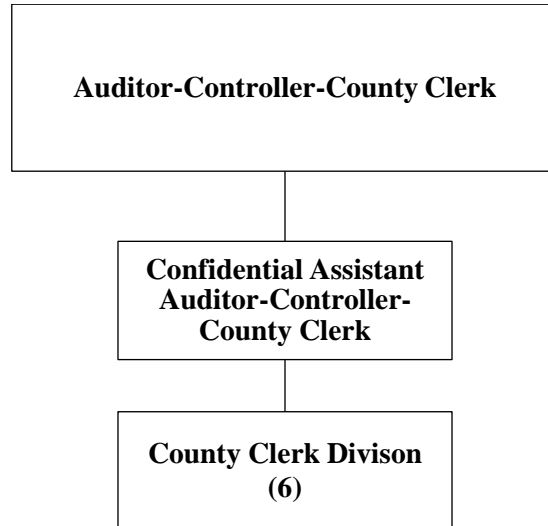 Auditor-Controller-County Clerk
Confidential Assistant
Auditor-Controller-
County Clerk
County Clerk Divison
(6)